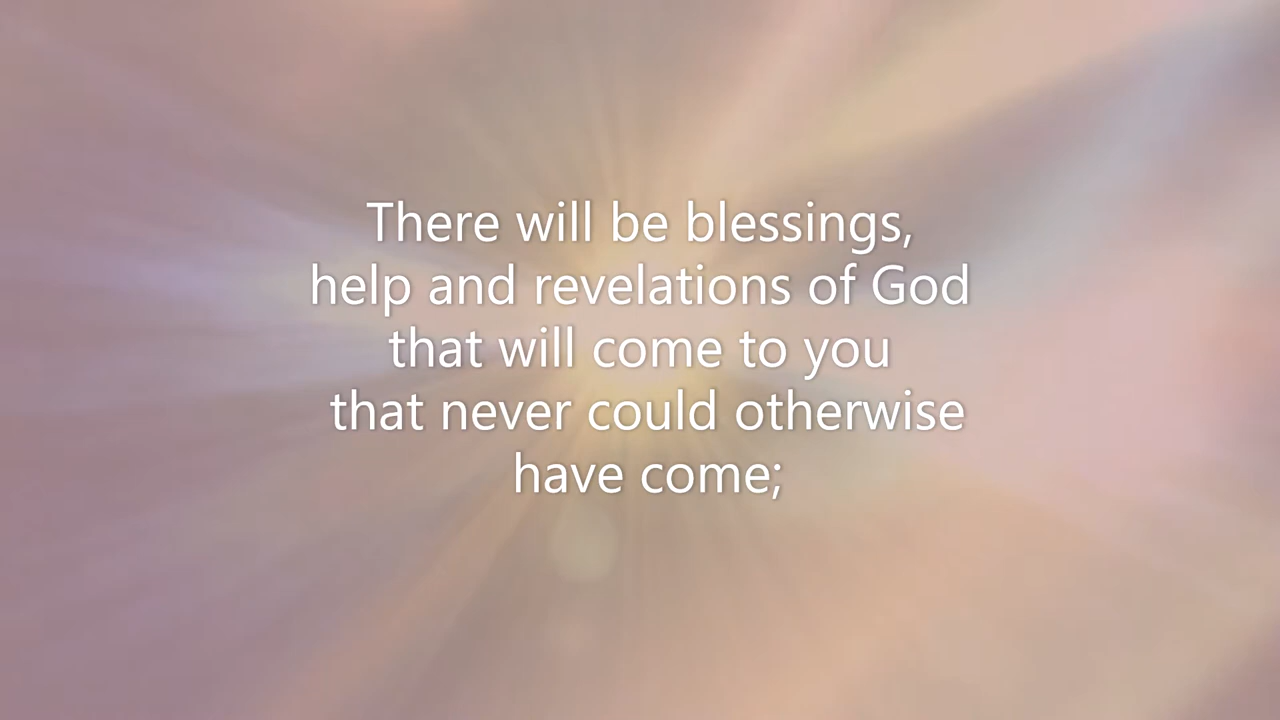 There will be blessings,
help and revelations of God
that will come to you
that never could otherwise
have come;